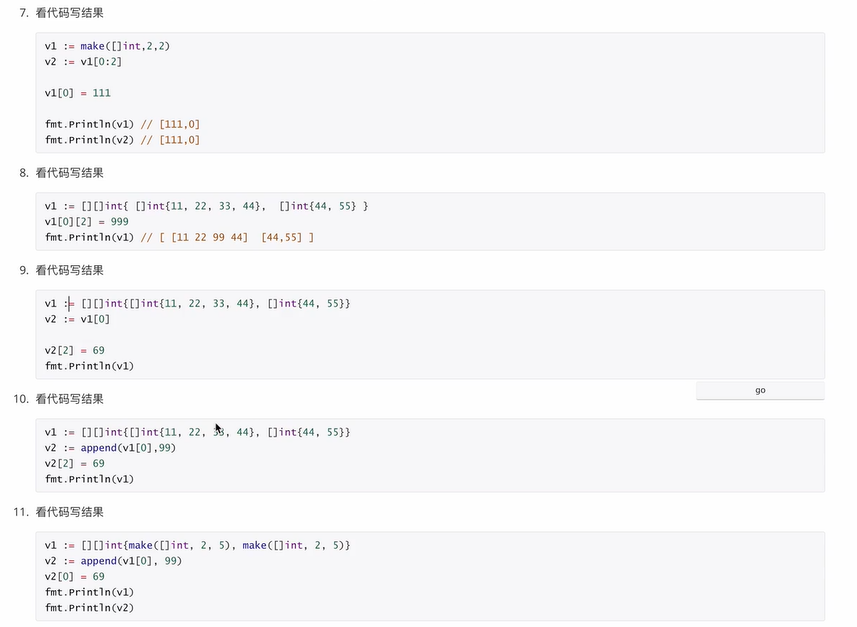 7. 看代码写结果
v1 := make([]int,2,2)
v2 := v1[0:2]
v1[0] = 111
fmt.Println(v1) // [111,0]
fmt.Println(v2) // [111,0]
8. 看代码写结果
v1 := [][]int{ []int{11, 22, 33, 44},  []int{44, 55} }
v1[0][2] = 999
fmt.Println(v1) // [ [11 22 99 44]  [44,55] ]
9. 看代码写结果
v1 := [][]int{[]int{11, 22, 33, 44}, []int{44, 55}}
v2 := v1[0]
v2[2] = 69
fmt.Println(v1)
go
10. 看代码写结果
v1 := [][]int{[]int{11, 22, 33, 44}, []int{44, 55}}
v2 := append(v1[0],99)
v2[2] = 69
fmt.Println(v1)
11. 看代码写结果
v1 := [][]int{make([]int, 2, 5), make([]int, 2, 5)}
v2 := append(v1[0], 99)
v2[0] = 69
fmt.Println(v1)
fmt.Println(v2)